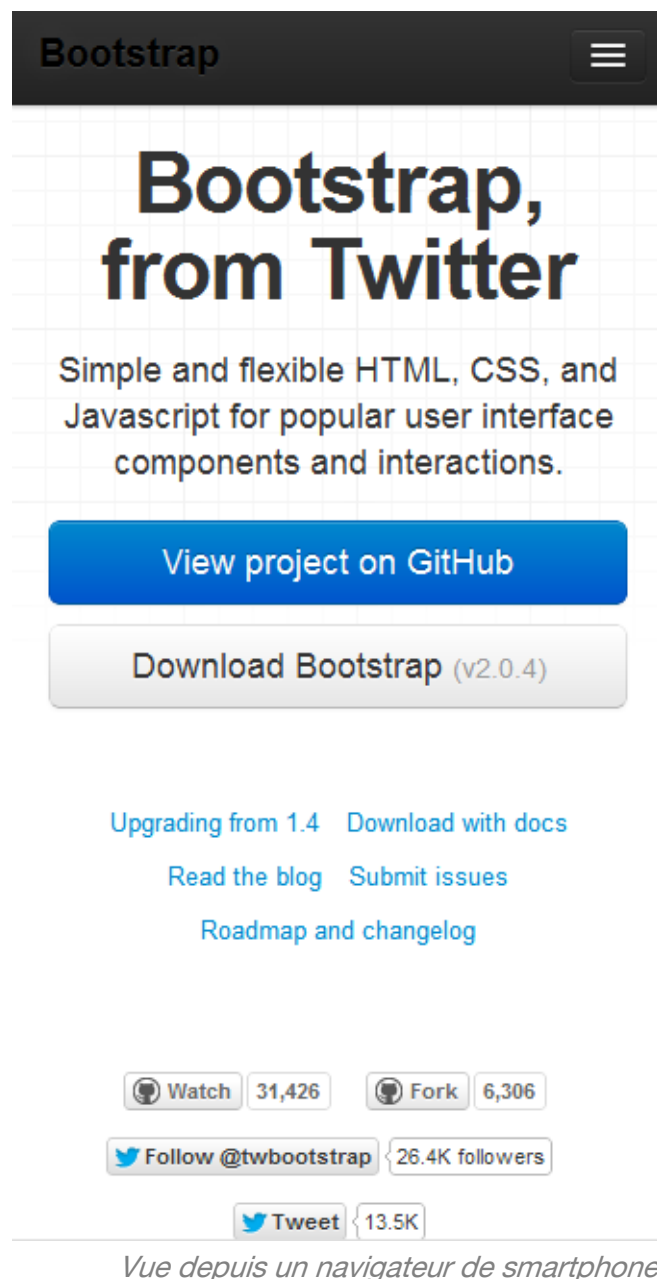 Bootstrap
Bootstrap,
from Twitter
Simple and flexible HTML, CSS, and
Javascript for popular user interface
components and interactions.
View project on GitHub
Download Bootstrap (v2.0.4)
Upgrading from 1.4 Download with docs
Read the blog Submit issues
Roadmap and changelog
Watch 31,426 Fork 6,306
Follow @twbootstrap 26.4K followers
Tweet 13.5K
Vue depuis un navigateur de smartphone